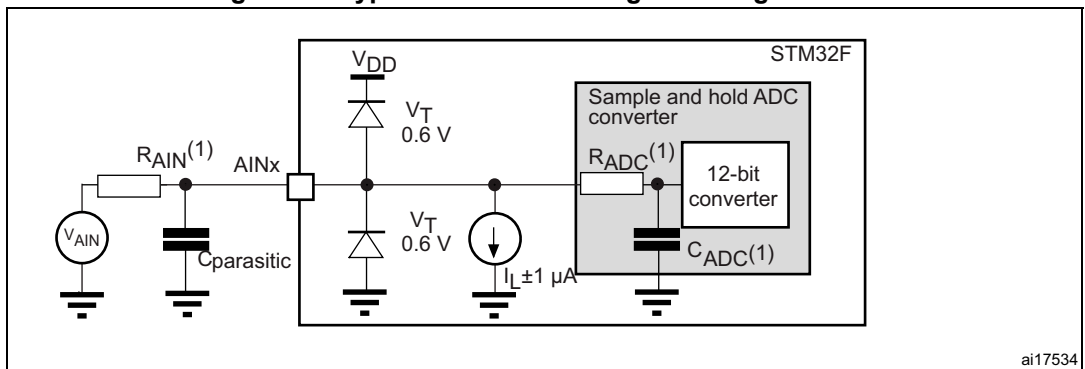 STM32F
VDD
VT
0.6 V
Sample and hold ADC
converter
RAIN(1)
AINx
RADC(1)
12-bit
converter
VAIN
Cparasitic
VT
0.6 V
IL±1 µA
CADC(1)
ai17534